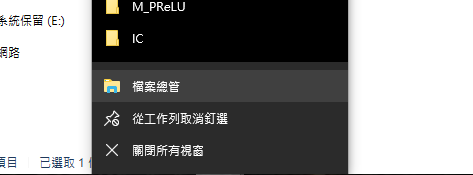 M_PReLU
系統保留 (E:)
IC
網路
檔案總管
從工作列取消釘選
關閉所有視窗
項目
已選取 1